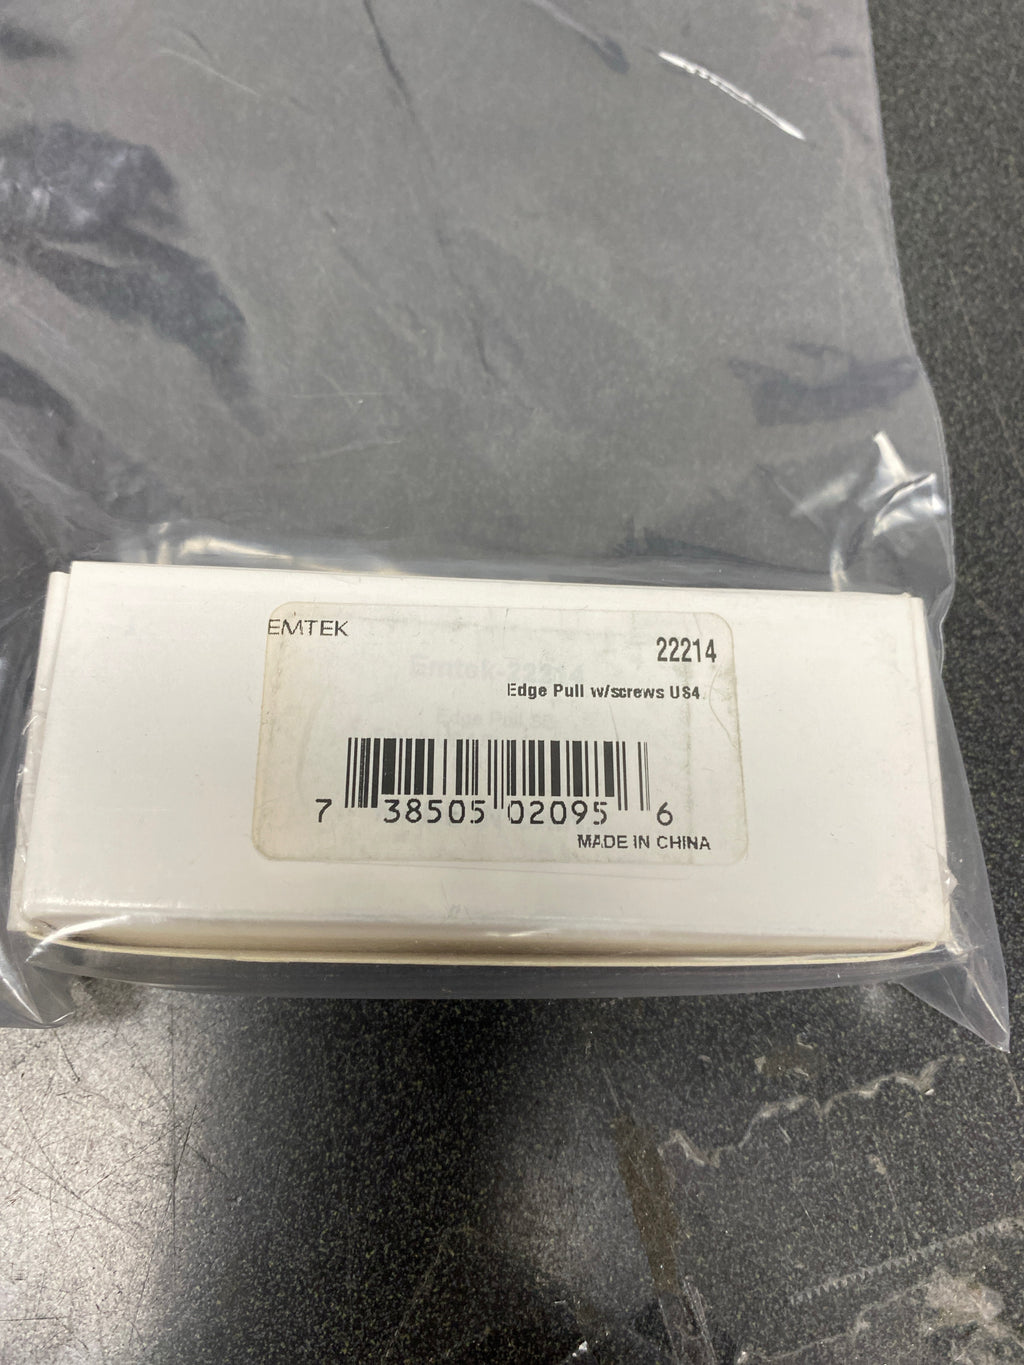 EMTEK
22214
Edge Pull w/screws US4
7 38505 02095 6
MADE IN CHINA